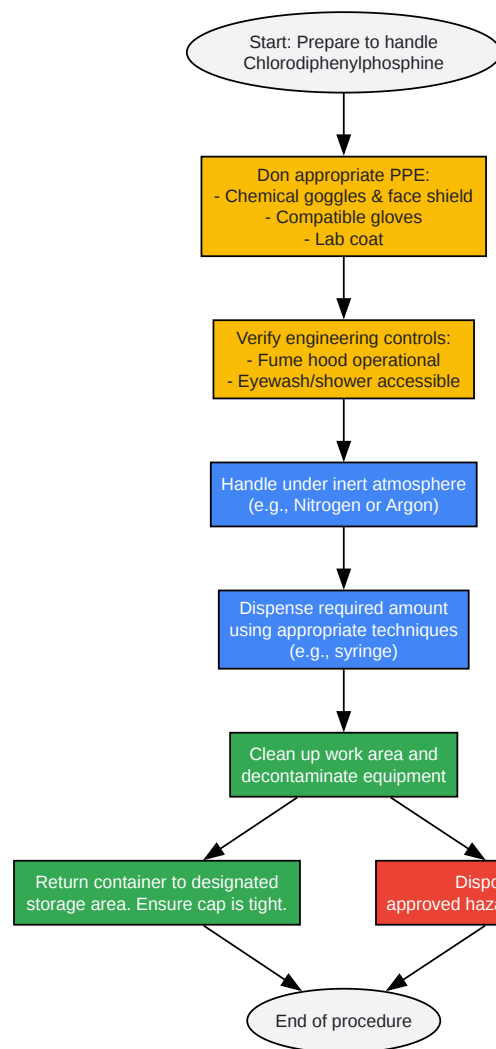 Start: Prepare to handle
Chlorodiphenylphosphine
Don appropriate PPE:
- Chemical goggles & face shield
- Compatible gloves
- Lab coat
Verify engineering controls:
- Fume hood operational
- Eyewash/shower accessible
Handle under inert atmosphere
(e.g., Nitrogen or Argon)
Dispense required amount
using appropriate techniques
(e.g., syringe)
Clean up work area and
decontaminate equipment
Return container to designated
storage area. Ensure cap is tight.
approved
End of procedure